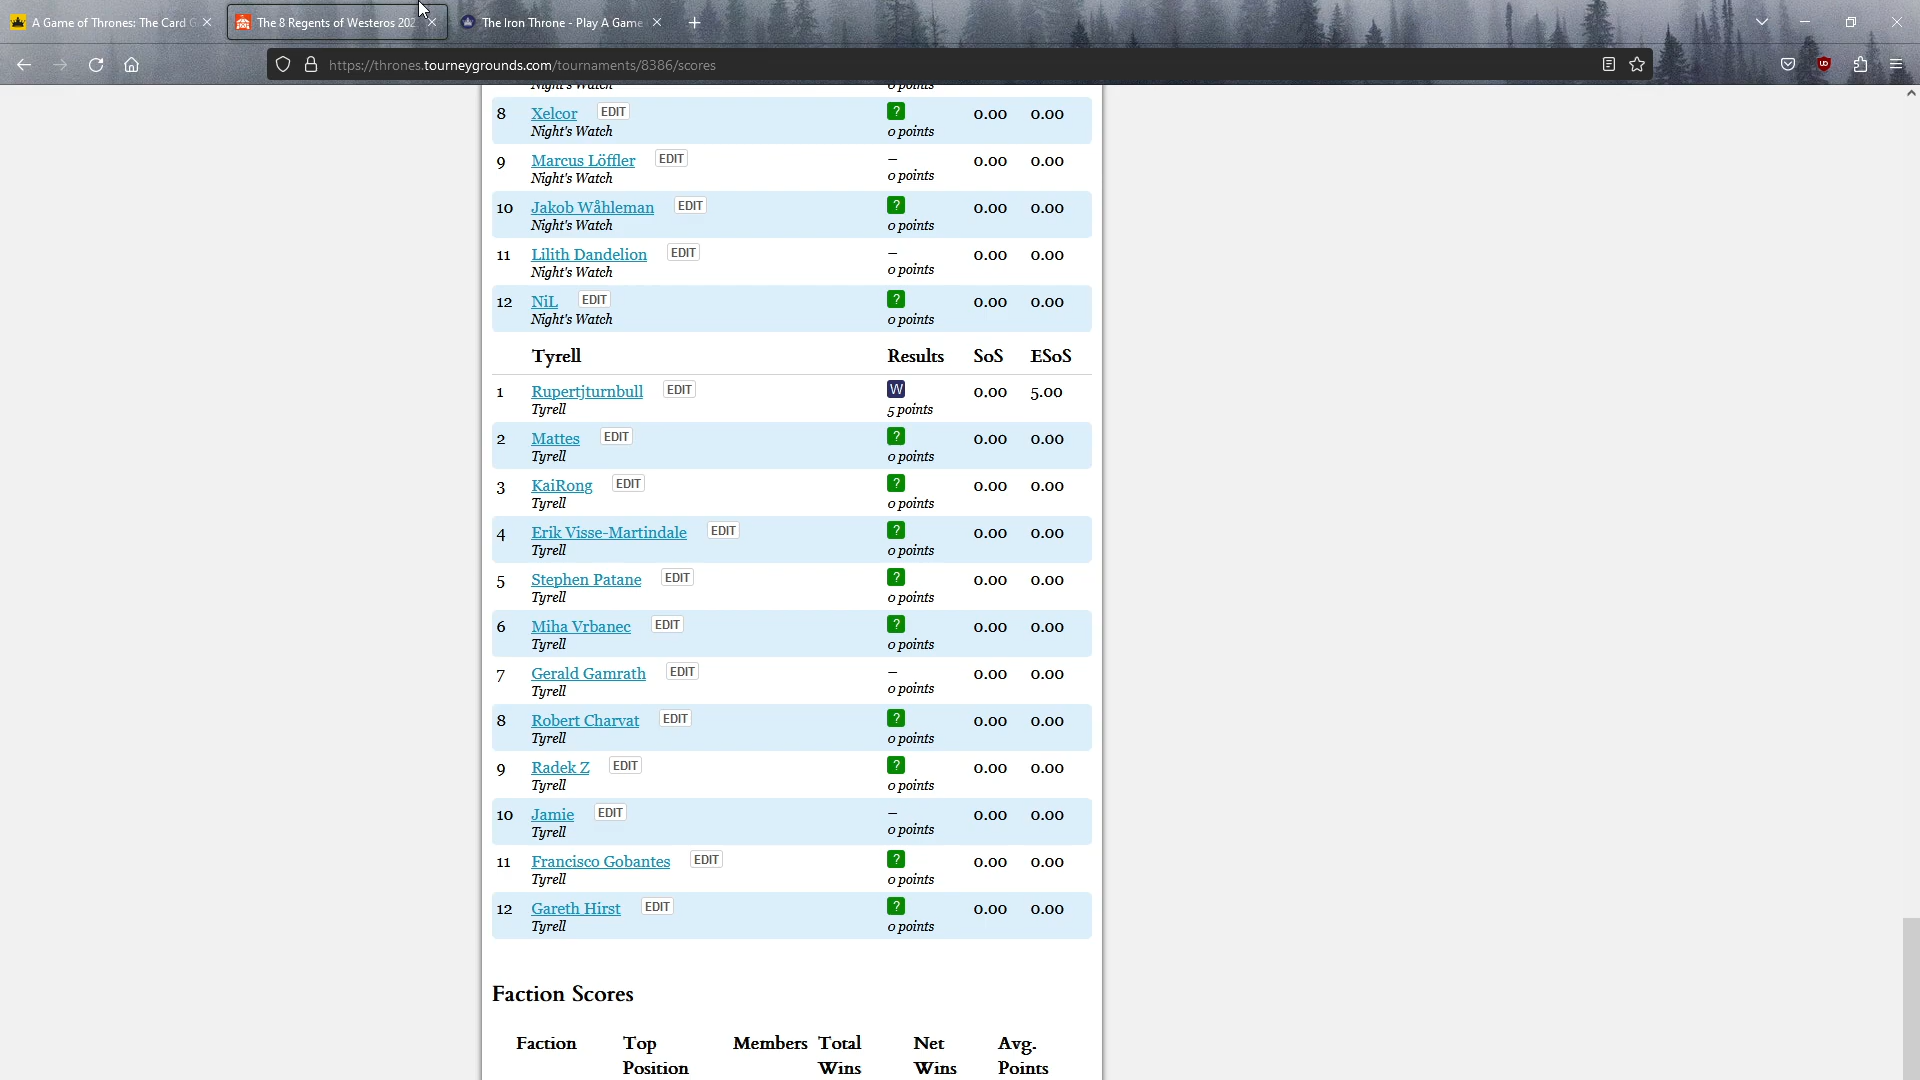 A Game of Thrones: The Card G
The 8 Regents of Westeros 202
The Iron Throne - Play A Game
https://thrones.tourneygrounds.com/tournaments/8386/scores
Night's Watch 0 points
8 Xelcor EDIT ? 0.00 0.00
Night's Watch 0 points
9 Marcus Löffler EDIT – 0.00 0.00
Night's Watch 0 points
10 Jakob Wåhleman EDIT ? 0.00 0.00
Night's Watch 0 points
11 Lilith Dandelion EDIT – 0.00 0.00
Night's Watch 0 points
12 NiL EDIT ? 0.00 0.00
Night's Watch 0 points
Tyrell Results SoS ESoS
1 Rupertjturnbull EDIT W 0.00 5.00
Tyrell 5 points
2 Mattes EDIT ? 0.00 0.00
Tyrell 0 points
3 KaiRong EDIT ? 0.00 0.00
Tyrell 0 points
4 Erik Visse-Martindale EDIT ? 0.00 0.00
Tyrell 0 points
5 Stephen Patane EDIT ? 0.00 0.00
Tyrell 0 points
6 Miha Vrbanec EDIT ? 0.00 0.00
Tyrell 0 points
7 Gerald Gamrath EDIT – 0.00 0.00
Tyrell 0 points
8 Robert Charvat EDIT ? 0.00 0.00
Tyrell 0 points
9 Radek Z EDIT ? 0.00 0.00
Tyrell 0 points
10 Jamie EDIT – 0.00 0.00
Tyrell 0 points
11 Francisco Gobantes EDIT ? 0.00 0.00
Tyrell 0 points
12 Gareth Hirst EDIT ? 0.00 0.00
Tyrell 0 points
Faction Scores
Faction Top Members Total Net Avg.
Position Wins Wins Points